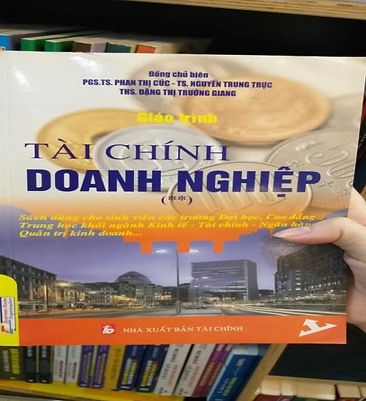 Đồng chủ biên
PGS.TS. PHAN THỊ CÚC - TS. NGUYỄN TRUNG TRỰC
THS. ĐẶNG THỊ TRƯỜNG GIANG
Giáo trình
TÀI CHÍNH
DOANH NGHIỆP
(**)
Sách dùng cho sinh viên các trường Đại học, Cao đẳng
Trung học khối ngành Kinh tế - Tài chính - Ngân hàng
Quản trị kinh doanh...
NHÀ XUẤT BẢN TÀI CHÍNH